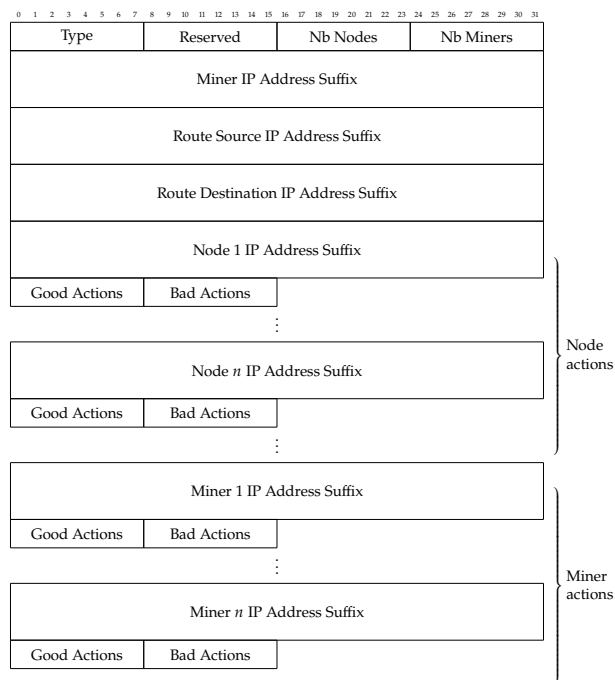 0 1 2 3 4 5 6 7 8 9 10 11 12 13 14 15 16 17 18 19 20 21 22 23 24 25 26 27 28 29 30 31
Type Reserved Nb Nodes Nb Miners
Miner IP Address Suffix
Route Source IP Address Suffix
Route Destination IP Address Suffix
Node 1 IP Address Suffix
Good Actions Bad Actions
⋮
Node n IP Address Suffix
Good Actions Bad Actions
⋮
Node
actions
Miner 1 IP Address Suffix
Good Actions Bad Actions
⋮
Miner n IP Address Suffix
Good Actions Bad Actions
Miner
actions